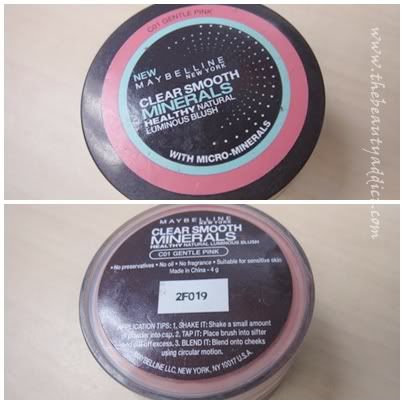 C01 GENTLE PINK
NEW
MAYBELLINE
NEW YORK
CLEAR SMOOTH
MINERALS
HEALTHY NATURAL
LUMINOUS BLUSH
WITH MICRO-MINERALS
www.thebeautyaddict.com
MAYBELLINE
NEW YORK
CLEAR SMOOTH
MINERALS
HEALTHY NATURAL LUMINOUS BLUSH
C01 GENTLE PINK
• No preservatives • No oil • No fragrance • Suitable for sensitive skin
Made in China - 4 g
2F019
APPLICATION TIPS: 1. SHAKE IT: Shake a small amount
powder into cap. 2. TAP IT: Place brush into sifter
off excess. 3. BLEND IT: Blend onto cheeks
using circular motion.
MAYBELLINE LLC, NEW YORK, NY
10017 U.S.A.